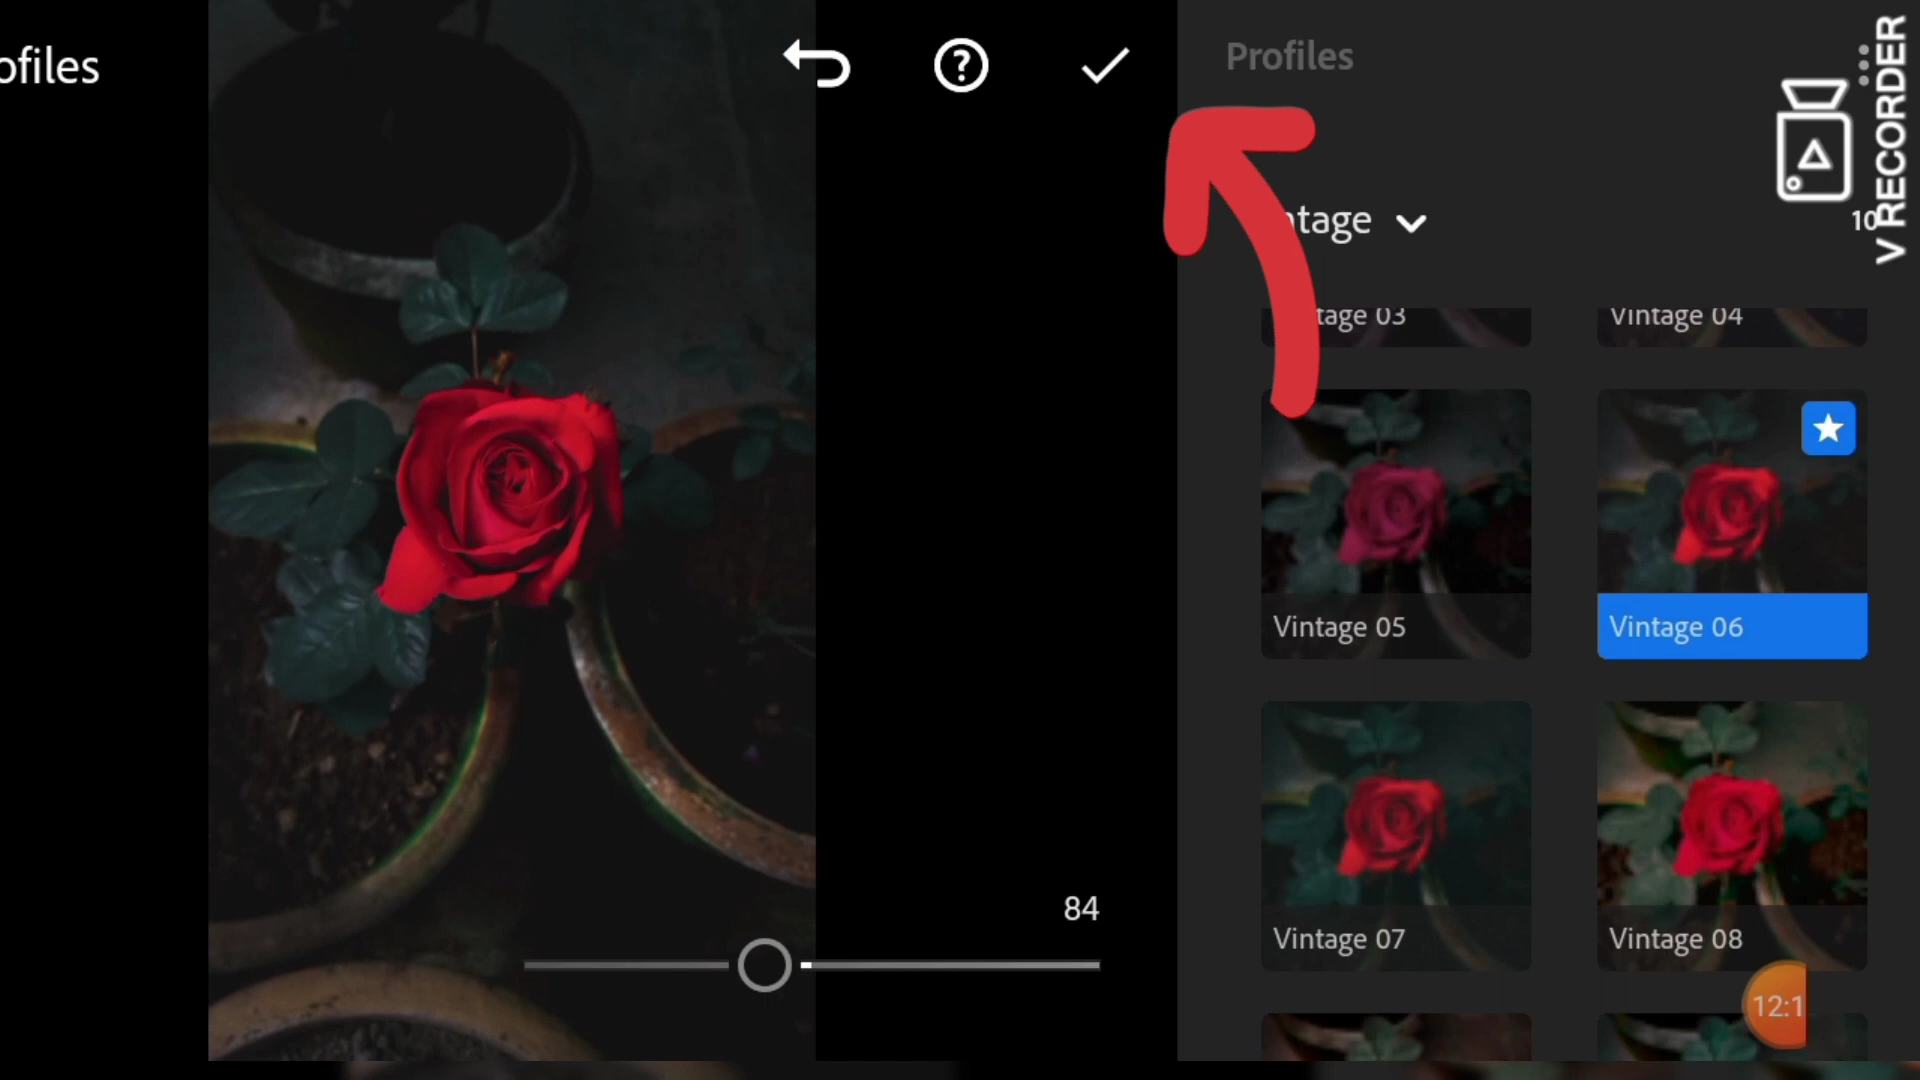 ofiles
Profiles
V RECORDER
ntage
10
tage 03
Vintage 04
Vintage 05
Vintage 06
Vintage 07
Vintage 08
84
12:1